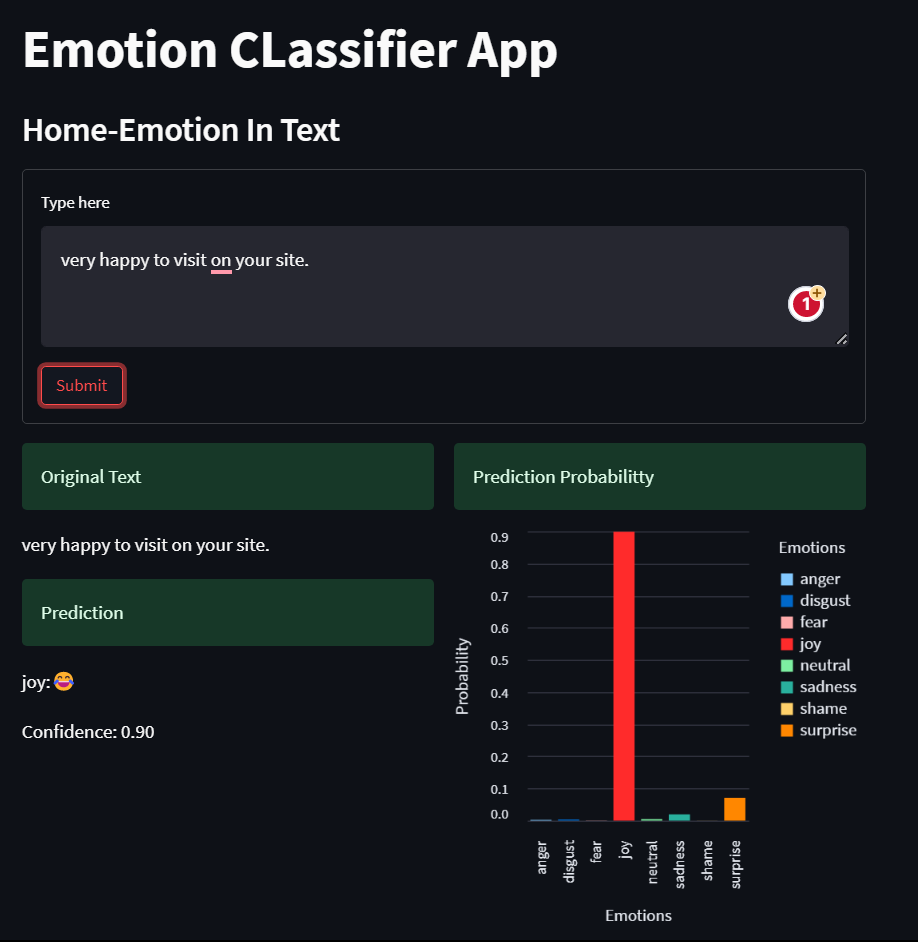 Emotion CLassifier App
Home-Emotion In Text
Type here
very happy to visit on your site.
1
+
Submit
Original Text
very happy to visit on your site.
Prediction
joy: 😂
Confidence: 0.90
Prediction Probabilitty
0.9
0.8
0.7
0.6
0.5
0.4
0.3
0.2
0.1
0.0
Probability
anger
disgust
fear
joy
neutral
sadness
shame
surprise
Emotions
Emotions
anger
disgust
fear
joy
neutral
sadness
shame
surprise